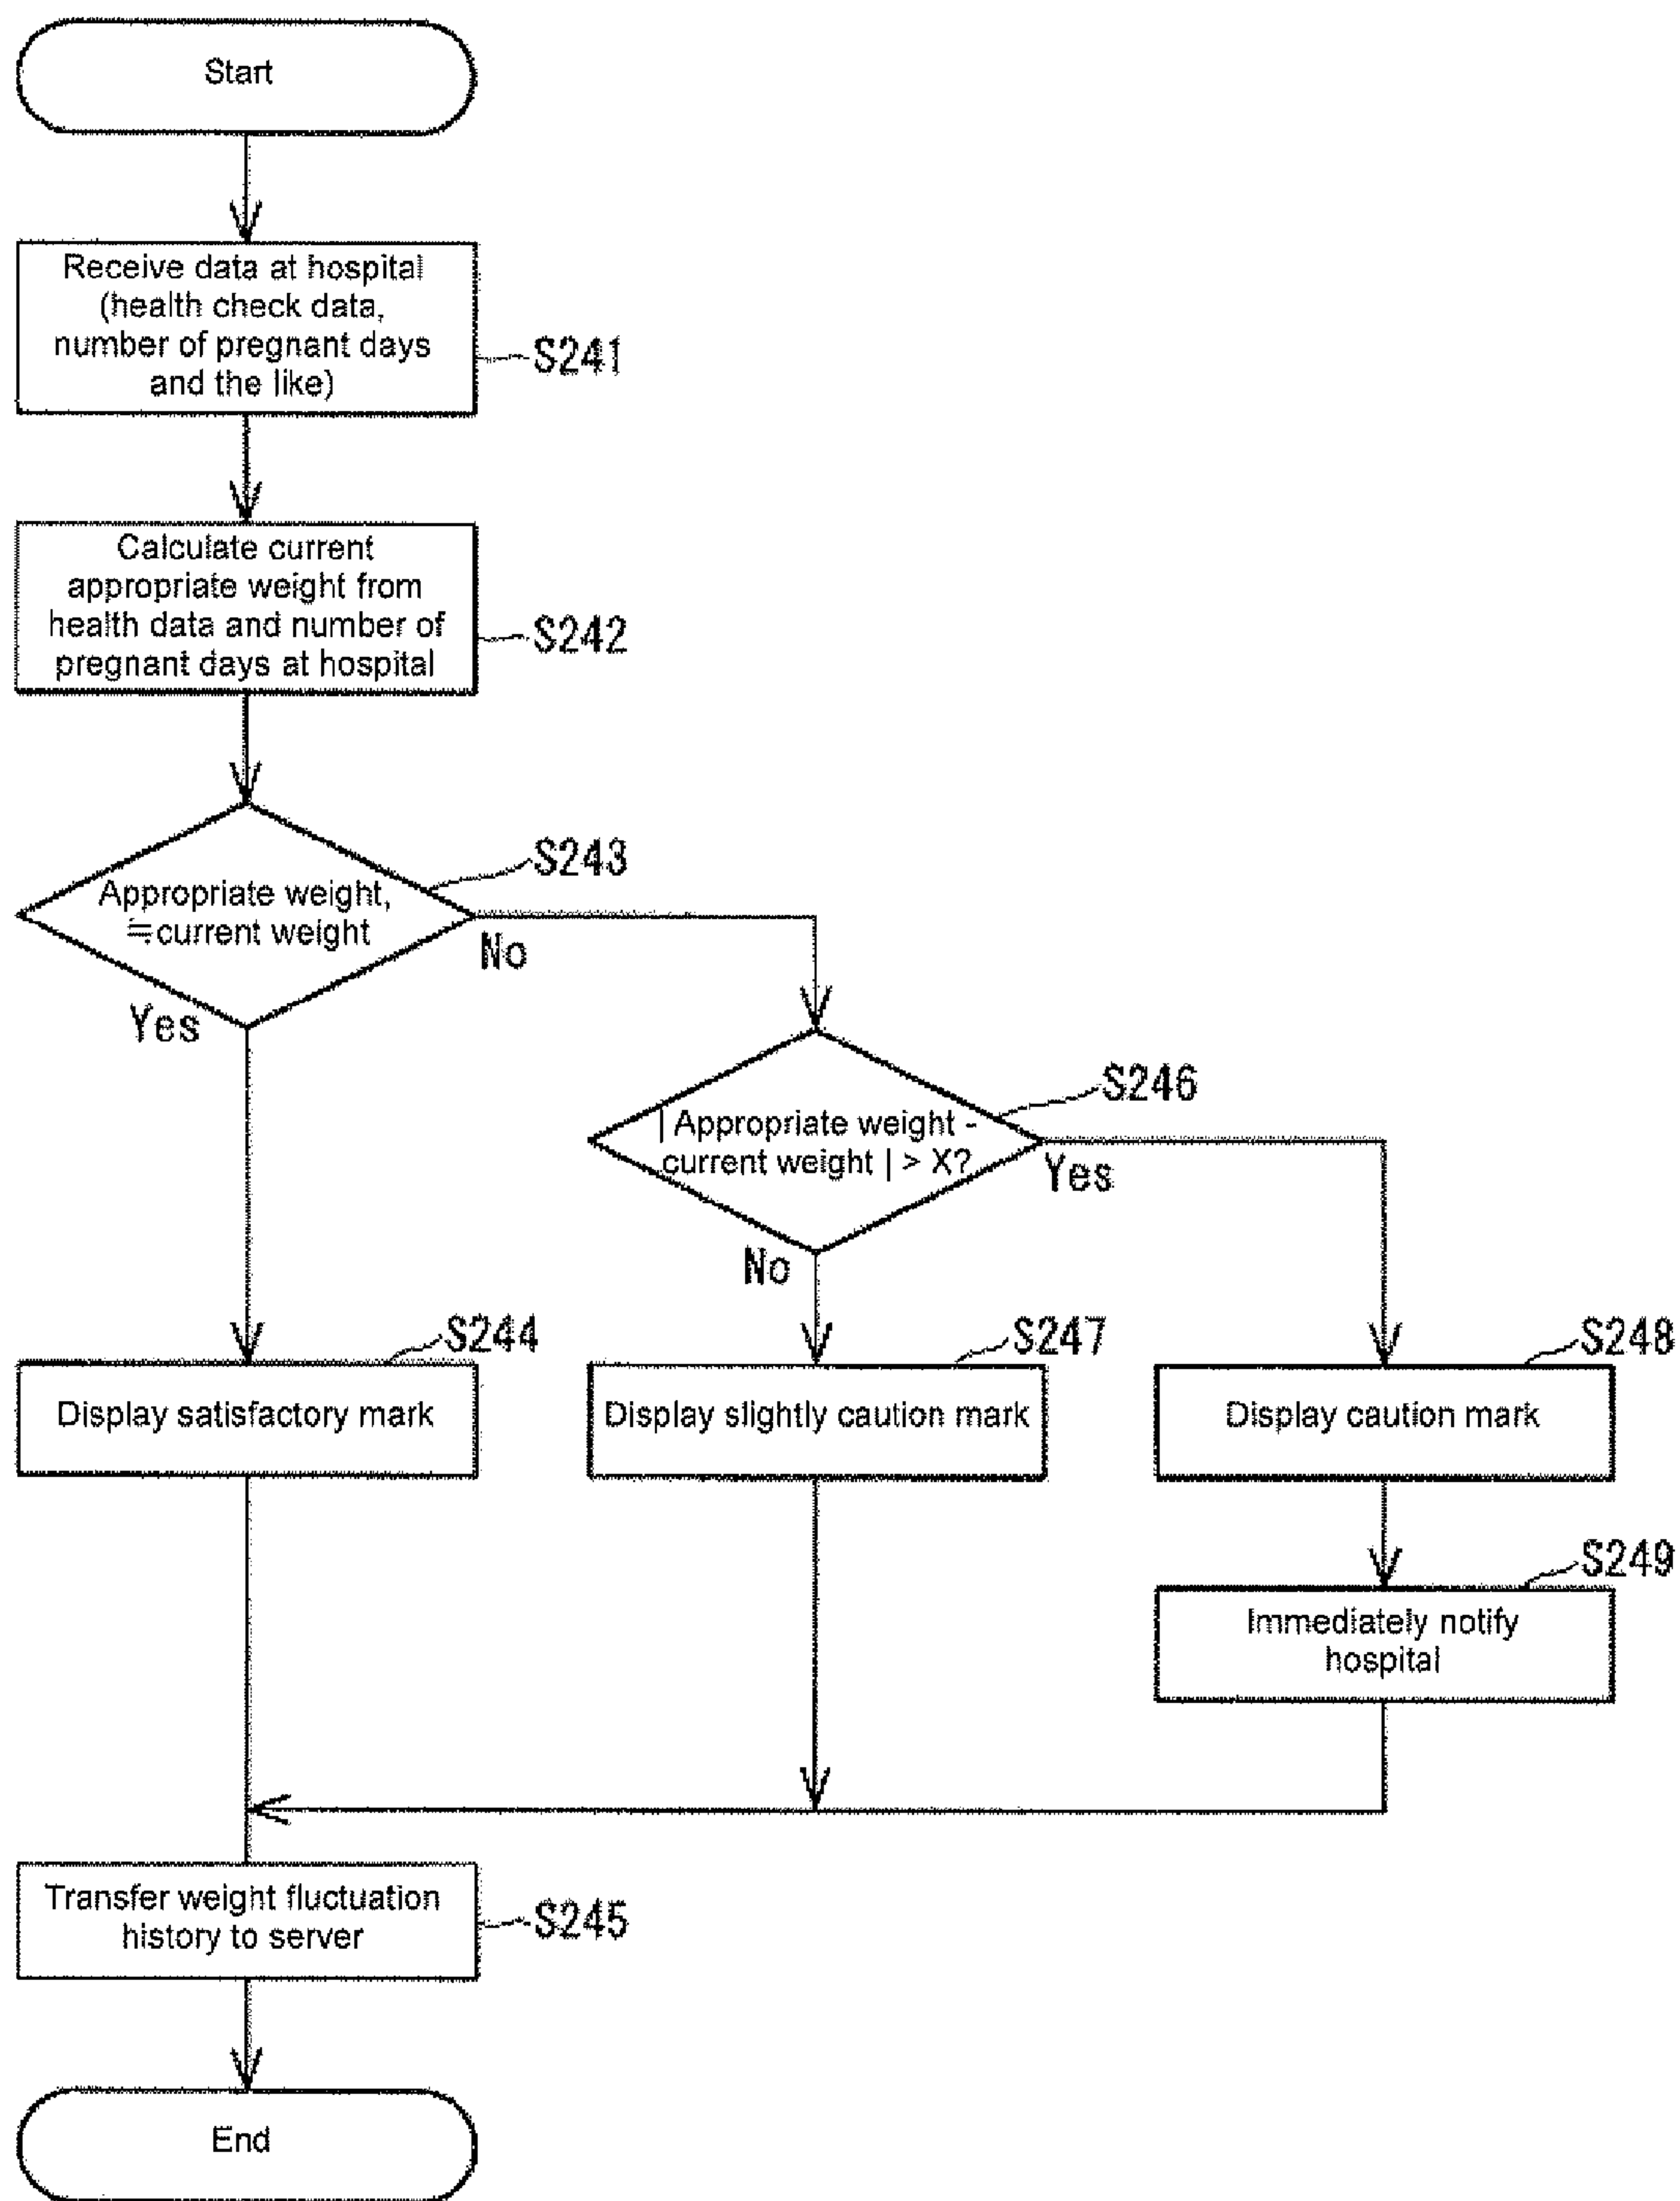 Start
Receive data at hospital
(health check data,
number of pregnant days
and the like)
S241
Calculate current
appropriate weight from
health data and number of
pregnant days at hospital
S242
S243
Appropriate weight,
≒current weight
No
Yes
S246
| Appropriate weight -
current weight | > X?
Yes
No
S244
Display satisfactory mark
S247
Display slightly caution mark
S248
Display caution mark
S249
Immediately notify
hospital
Transfer weight fluctuation
history to server
S245
End